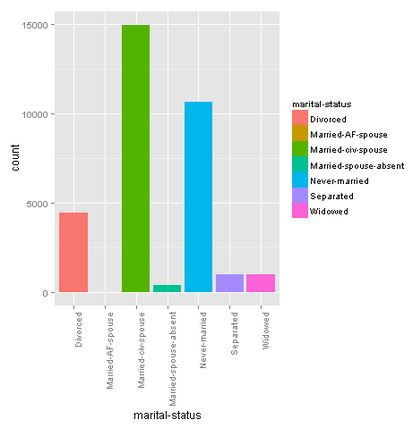 15000
10000
5000
0
count
Divorced
Married-AF-spouse
Married-civ-spouse
Married-spouse-absent
Never-married
Separated
Widowed
marital-status
marital-status
Divorced
Married-AF-spouse
Married-civ-spouse
Married-spouse-absent
Never-married
Separated
Widowed